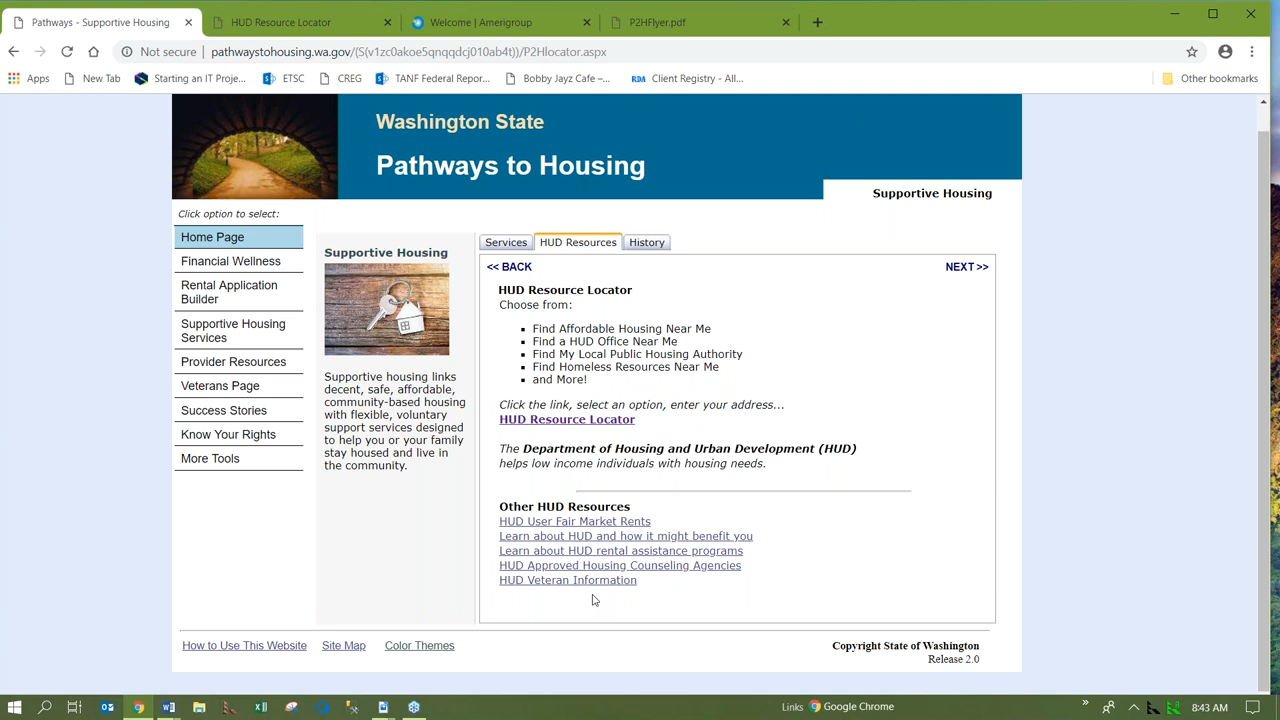 Pathways - Supportive Housing
HUD Resource Locator
Welcome | Amerigroup
P2HFlyer.pdf
Not secure
pathwaystohousing.wa.gov/(S(v1zc0akoe5qnqqdcj010ab4t))/P2Hlocator.aspx
Apps
New Tab
Starting an IT Proje...
ETSC
CREG
TANF Federal Repor...
Bobby Jayz Cafe –...
RDA
Client Registry - All...
Other bookmarks
Washington State
Pathways to Housing
Supportive Housing
Click option to select:
Home Page
Financial Wellness
Rental Application
Builder
Supportive Housing
Services
Provider Resources
Veterans Page
Success Stories
Know Your Rights
More Tools
Supportive Housing
Supportive housing links
decent, safe, affordable,
community-based housing
with flexible, voluntary
support services designed
to help you or your family
stay housed and live in
the community.
Services
HUD Resources
History
<< BACK
NEXT >>
HUD Resource Locator
Choose from:
Find Affordable Housing Near Me
Find a HUD Office Near Me
Find My Local Public Housing Authority
Find Homeless Resources Near Me
and More!
Click the link, select an option, enter your address...
HUD Resource Locator
The Department of Housing and Urban Development (HUD)
helps low income individuals with housing needs.
Other HUD Resources
HUD User Fair Market Rents
Learn about HUD and how it might benefit you
Learn about HUD rental assistance programs
HUD Approved Housing Counseling Agencies
HUD Veteran Information
How to Use This Website
Site Map
Color Themes
Copyright State of Washington
Release 2.0
Links
Google Chrome
»
8:43 AM